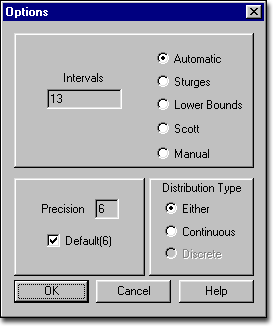 Options
Intervals
13
Automatic
Sturges
Lower Bounds
Scott
Manual
Precision
6
Default(6)
Distribution Type
Either
Continuous
Discrete
OK
Cancel
Help